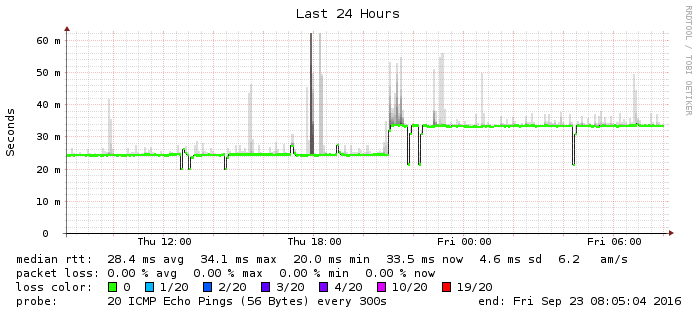 Last 24 Hours
RRDTOOL / TOBI OETIKER
Seconds
60 m
50 m
40 m
30 m
20 m
10 m
0
Thu 12:00 Thu 18:00 Fri 00:00 Fri 06:00
median rtt: 28.4 ms avg 34.1 ms max 20.0 ms min 33.5 ms now 4.6 ms sd 6.2 am/s
packet loss: 0.00 % avg 0.00 % max 0.00 % min 0.00 % now
loss color: 0 1/20 2/20 3/20 4/20 10/20 19/20
probe: 20 ICMP Echo Pings (56 Bytes) every 300s end: Fri Sep 23 08:05:04 2016